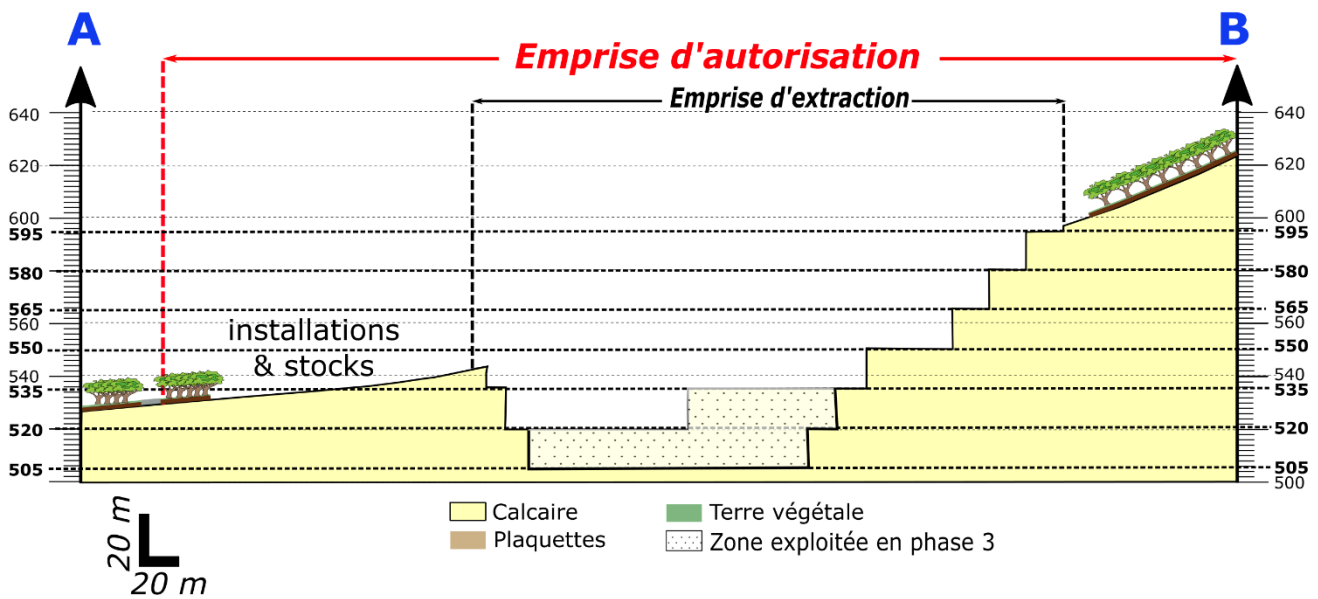 A
B
Emprise d'autorisation
Emprise d'extraction
640
640
620
620
600
600
595
595
580
580
565
565
560
560
installations
& stocks
550
550
540
540
535
535
520
520
505
505
500
Calcaire
Terre végétale
Plaquettes
Zone exploitée en phase 3
20 m
20 m